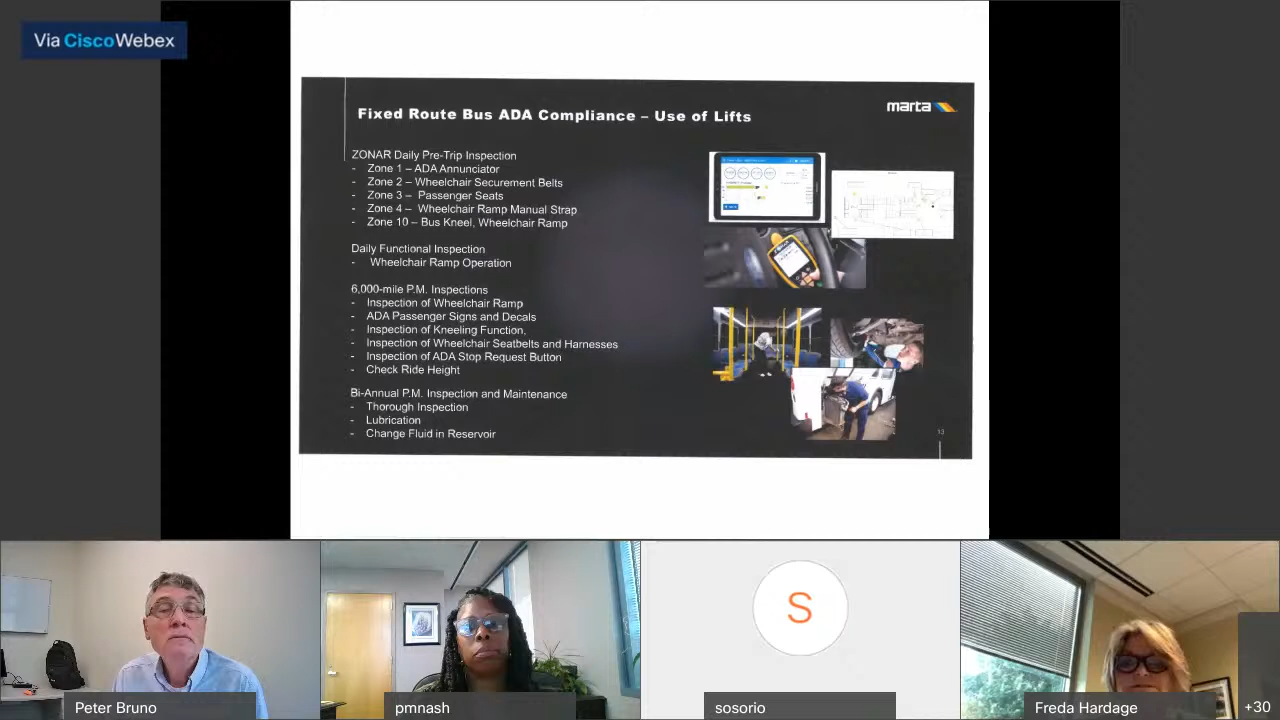 Via CiscoWebex
marta
Fixed Route Bus ADA Compliance – Use of Lifts
ZONAR Daily Pre-Trip Inspection
- Zone 1 – ADA Annunciator
- Zone 2 – Wheelchair Securement Belts
- Zone 3 – Passenger Seats
- Zone 4 – Wheelchair Ramp Manual Strap
- Zone 10 – Bus Kneel, Wheelchair Ramp
Daily Functional Inspection
- Wheelchair Ramp Operation
6,000-mile P.M. Inspections
- Inspection of Wheelchair Ramp
- ADA Passenger Signs and Decals
- Inspection of Kneeling Function,
- Inspection of Wheelchair Seatbelts and Harnesses
- Inspection of ADA Stop Request Button
- Check Ride Height
Bi-Annual P.M. Inspection and Maintenance
- Thorough Inspection
- Lubrication
- Change Fluid in Reservoir
13
S
Peter Bruno
pmnash
sosorio
Freda Hardage
+30